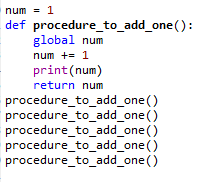 num = 1
def procedure_to_add_one():
    global num
    num += 1
    print(num)
    return num
procedure_to_add_one()
procedure_to_add_one()
procedure_to_add_one()
procedure_to_add_one()
procedure_to_add_one()